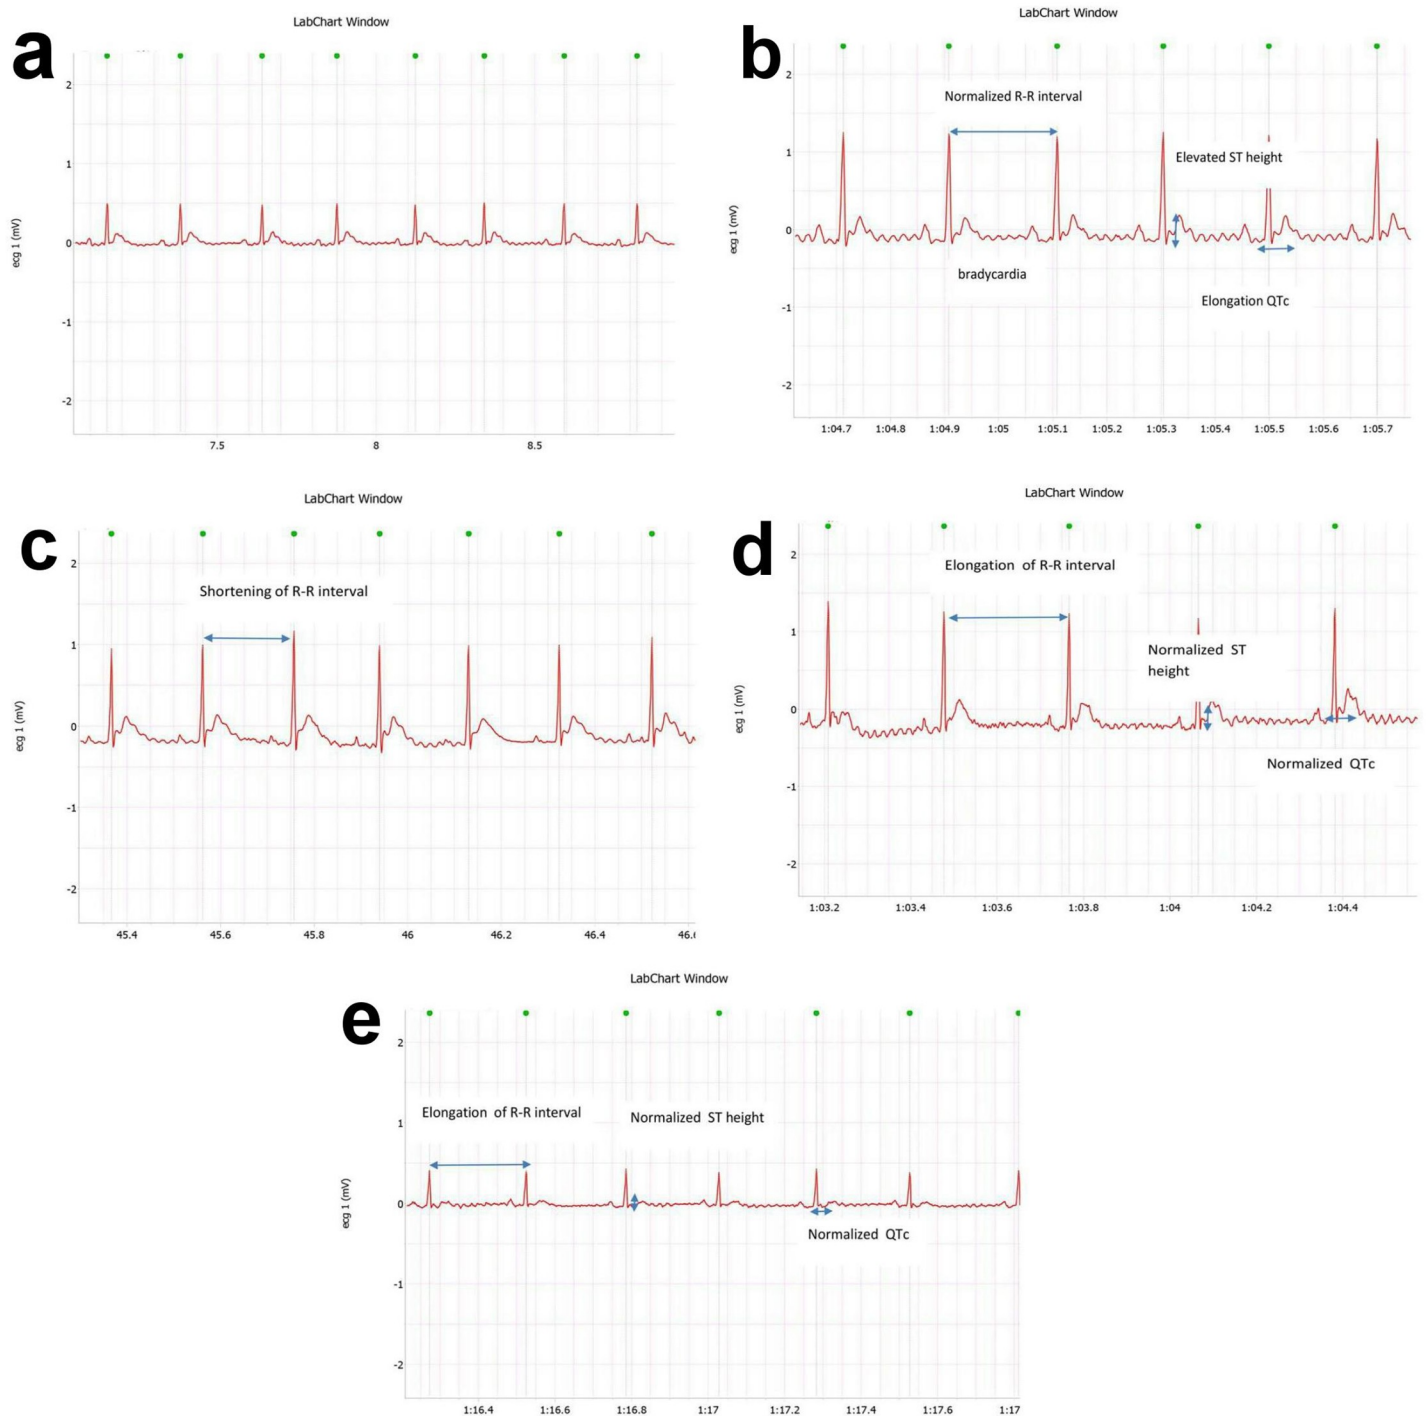 a
LabChart Window
2
1
0
-1
-2
ecg 1 (mV)
7.5 8 8.5
b
LabChart Window
2
1
0
-1
-2
ecg 1 (mV)
Normalized R-R interval
Elevated ST height
bradycardia
Elongation QTc
1:04.7 1:04.8 1:04.9 1:05 1:05.1 1:05.2 1:05.3 1:05.4 1:05.5 1:05.6 1:05.7
c
LabChart Window
2
1
0
-1
-2
ecg 1 (mV)
Shortening of R-R interval
45.4 45.6 45.8 46 46.2 46.4 46.6
d
LabChart Window
2
1
0
-1
-2
ecg 1 (mV)
Elongation of R-R interval
Normalized ST
height
Normalized QTc
1:03.2 1:03.4 1:03.6 1:03.8 1:04 1:04.2 1:04.4
e
LabChart Window
2
1
0
-1
-2
ecg 1 (mV)
Elongation of R-R interval
Normalized ST height
Normalized QTc
1:16.4 1:16.6 1:16.8 1:17 1:17.2 1:17.4 1:17.6 1:17